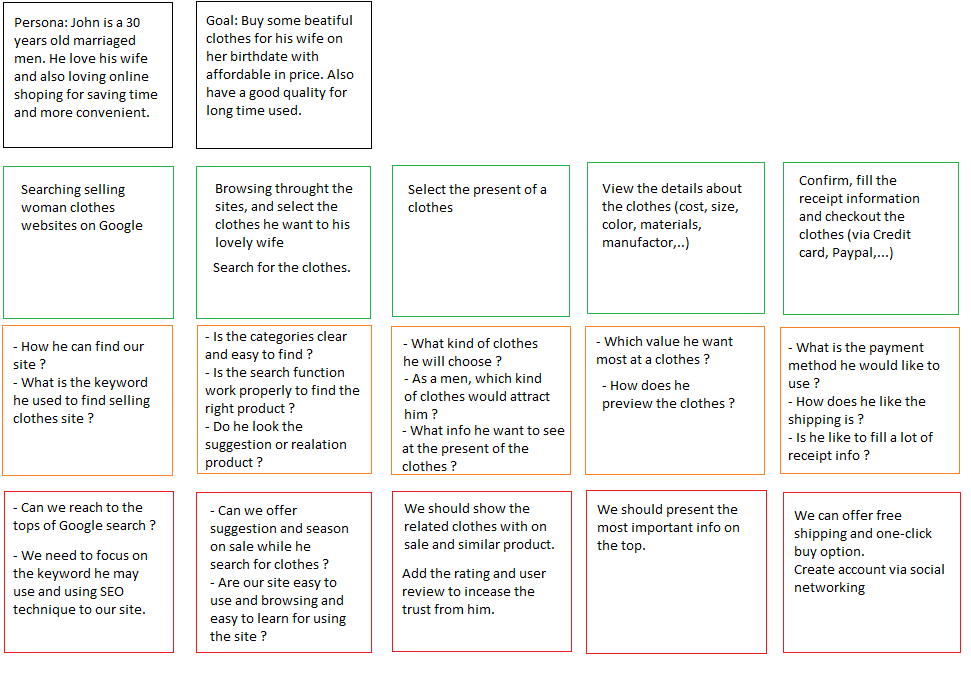 Persona: John is a 30
years old marriaged
men. He love his wife
and also loving online
shoping for saving time
and more convenient.
Goal: Buy some beatiful
clothes for his wife on
her birthdate with
affordable in price. Also
have a good quality for
long time used.
Searching selling
woman clothes
websites on Google
Browsing throught the
sites, and select the
clothes he want to his
lovely wife
Search for the clothes.
Select the present of a
clothes
View the details about
the clothes (cost, size,
color, materials,
manufactor,..)
Confirm, fill the
receipt information
and checkout the
clothes (via Credit
card, Paypal,...)
- How he can find our
site ?
- What is the keyword
he used to find selling
clothes site ?
- Is the categories clear
and easy to find ?
- Is the search function
work properly to find the
right product ?
- Do he look the
suggestion or realation
product ?
- What kind of clothes
he will choose ?
- As a men, which kind
of clothes would attract
him ?
- What info he want to see
at the present of the
clothes ?
- Which value he want
most at a clothes ?
- How does he
preview the clothes ?
- What is the payment
method he would like to
use ?
- How does he like the
shipping is ?
- Is he like to fill a lot of
receipt info ?
- Can we reach to the
tops of Google search ?
- We need to focus on
the keyword he may
use and using SEO
technique to our site.
- Can we offer
suggestion and season
on sale while he
search for clothes ?
- Are our site easy to
use and browsing and
easy to learn for using
the site ?
We should show the
related clothes with on
sale and similar product.
Add the rating and user
review to incease the
trust from him.
We should present the
most important info on
the top.
We can offer free
shipping and one-click
buy option.
Create account via social
networking